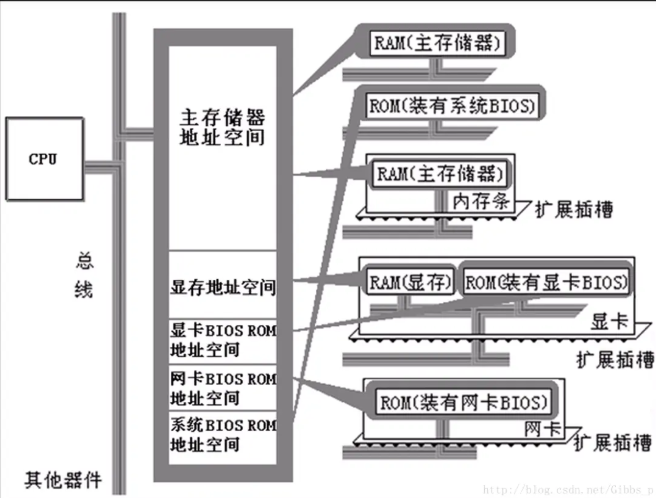 RAM(主存储器)
ROM(装有系统BIOS)
主存储器
地址空间
CPU
RAM(主存储器)
内存条
扩展插槽
总
线
显存地址空间
RAM(显存)
ROM(装有显卡BIOS)
显卡BIOS ROM
地址空间
显卡
扩展插槽
网卡BIOS ROM
地址空间
ROM(装有网卡BIOS)
系统BIOS ROM
地址空间
网卡
扩展插槽
其他器件
http://blog.csdn.net/Gibbs_p